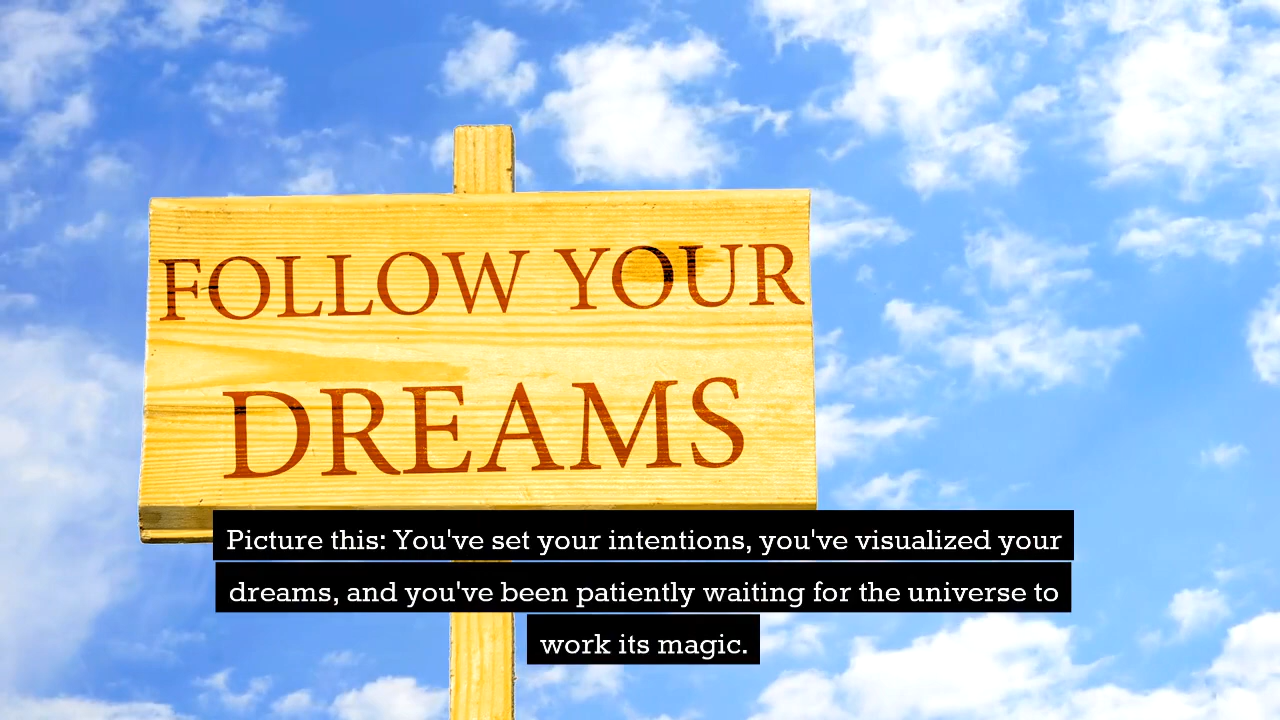 FOLLOW YOUR
DREAMS
Picture this: You've set your intentions, you've visualized your
dreams, and you've been patiently waiting for the universe to
work its magic.